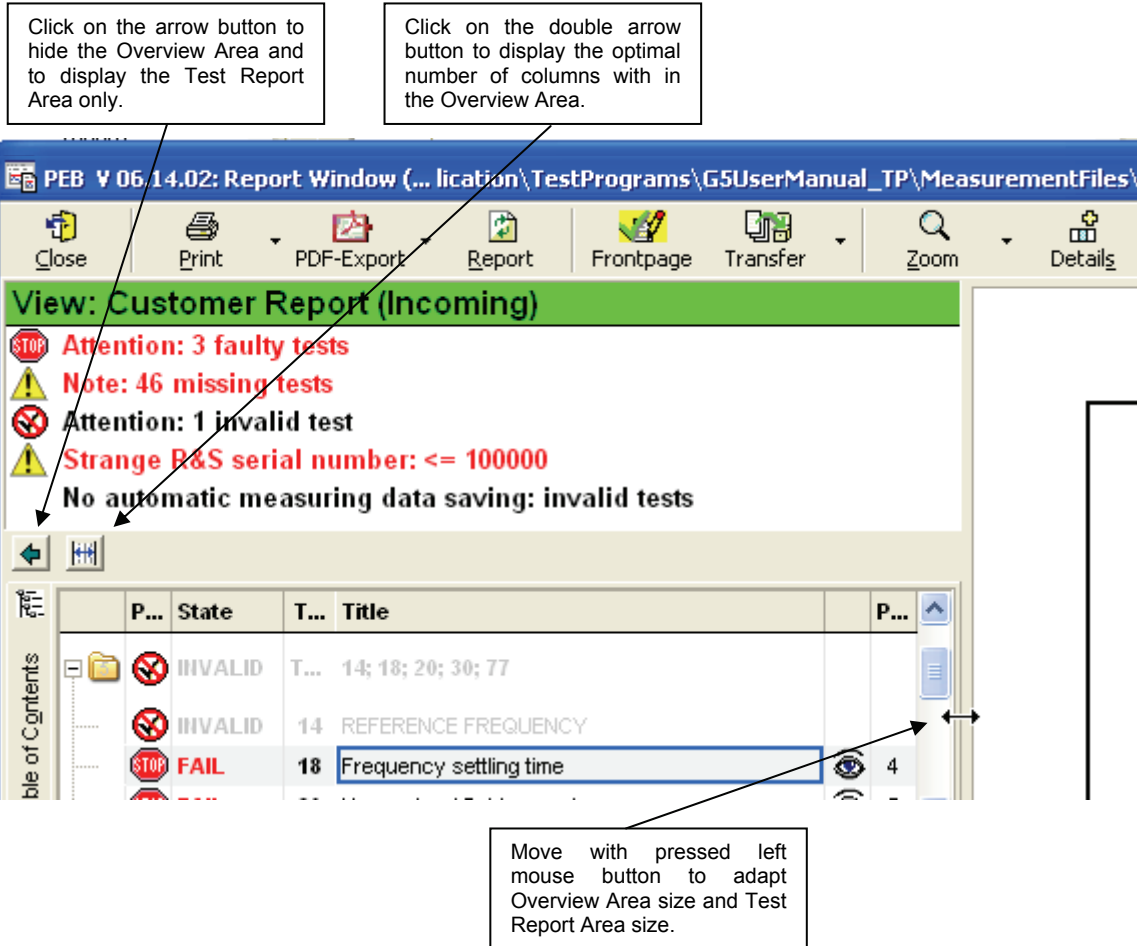 Click on the arrow button to
hide the Overview Area and
to display the Test Report
Area only.
Click on the double arrow
button to display the optimal
number of columns with in
the Overview Area.
PEB V 06.14.02: Report Window (... lication\TestPrograms\G5UserManual_TP\MeasurementFiles\
Close Print PDF-Export Report Frontpage Transfer Zoom Details
View: Customer Report (Incoming)
STOP Attention: 3 faulty tests
Note: 46 missing tests
Attention: 1 invalid test
Strange R&S serial number: <= 100000
No automatic measuring data saving: invalid tests
P... State T... Title P...
INVALID T... 14; 18; 20; 30; 77
INVALID 14 REFERENCE FREQUENCY
STOP FAIL 18 Frequency settling time 4
ble of Contents
Move with pressed left
mouse button to adapt
Overview Area size and Test
Report Area size.